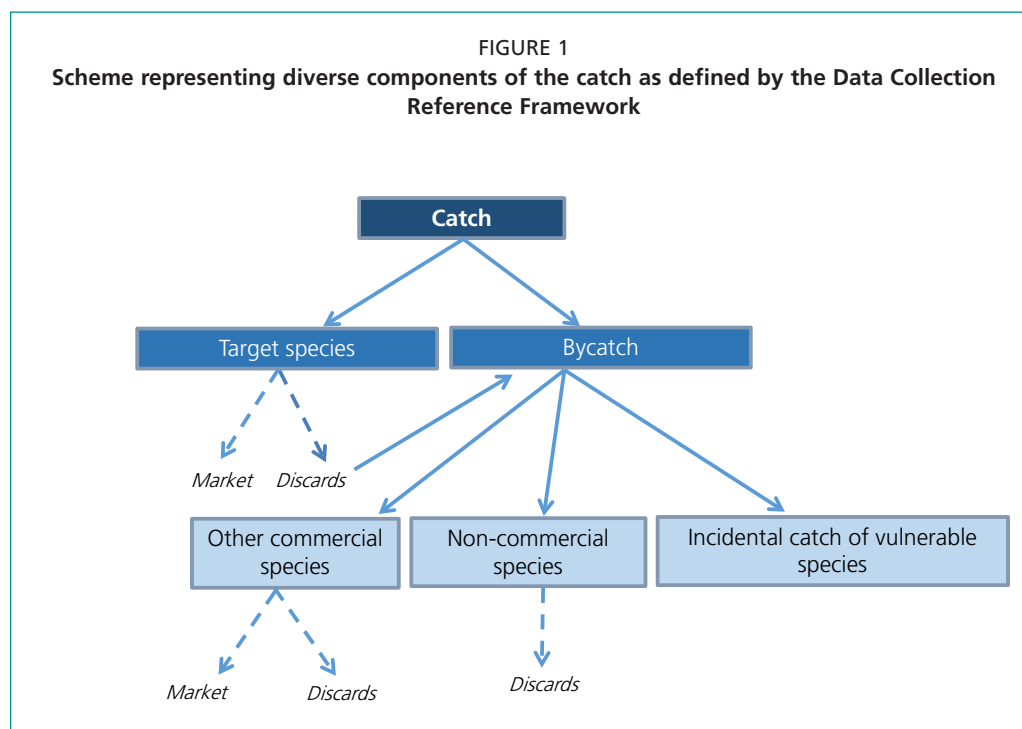 FIGURE 1
Scheme representing diverse components of the catch as defined by the Data Collection
Reference Framework
Catch
Target species
Bycatch
Market
Discards
Other commercial
species
Non-commercial
species
Incidental catch of vulnerable
species
Market
Discards
Discards